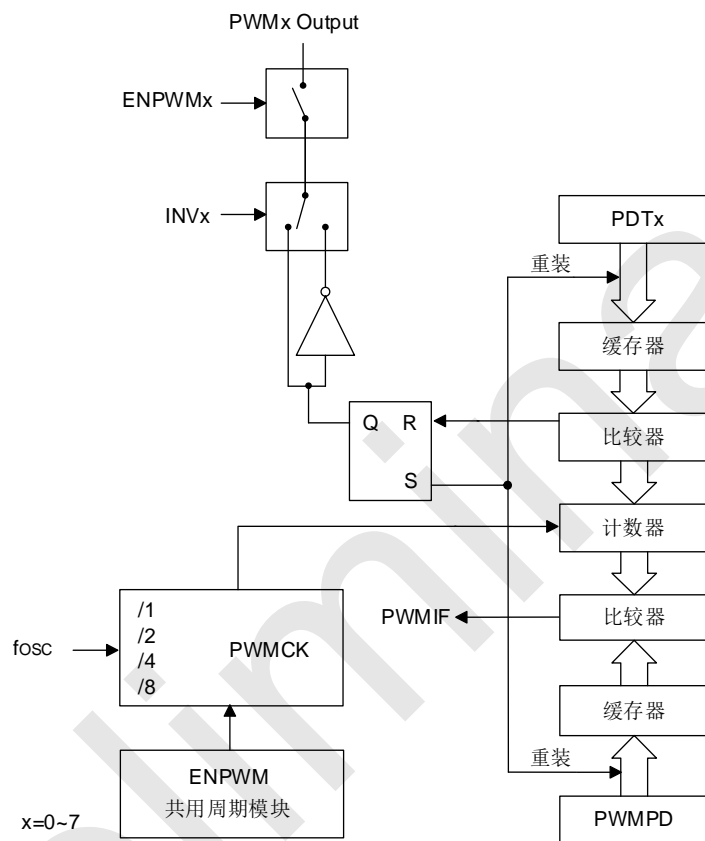 PWMx Output
ENPWMx
INVx
PDTx
重装
缓存器
Q R
S
比较器
计数器
/1
/2
/4
/8
PWMCK
fosc
PWMIF
比较器
缓存器
ENPWM
共用周期模块
重装
PWMPD
x=0~7